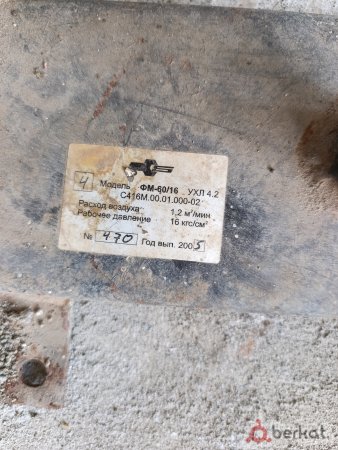 4 Модель ФМ-60/16 УХЛ 4.2
С416М.00.01.000-02
Расход воздуха 1,2 м³/мин
Рабочее давление 16 кгс/см²
№ 470 Год вып. 2005
berkat